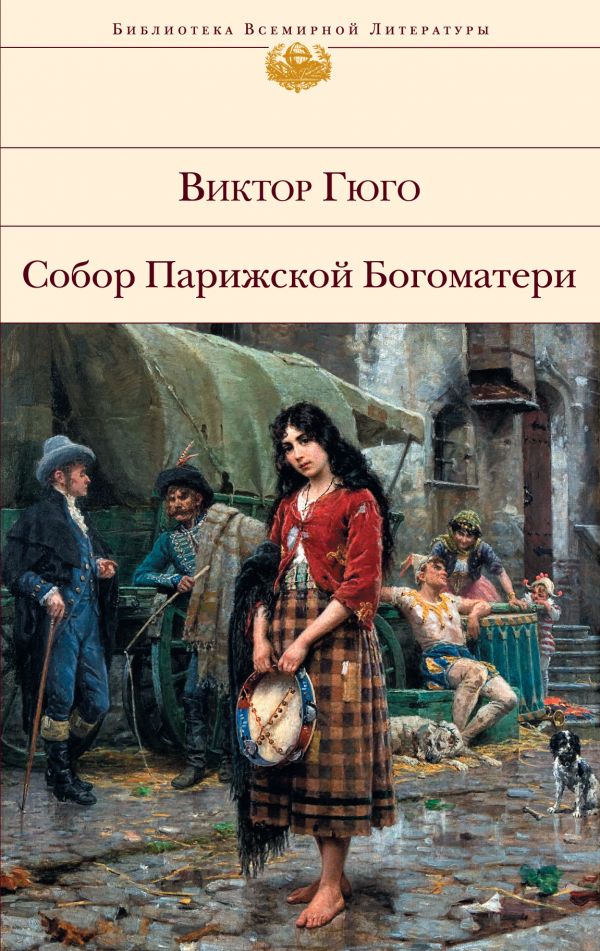 Библиотека Всемирной Литературы
Виктор Гюго
Собор Парижской Богоматери